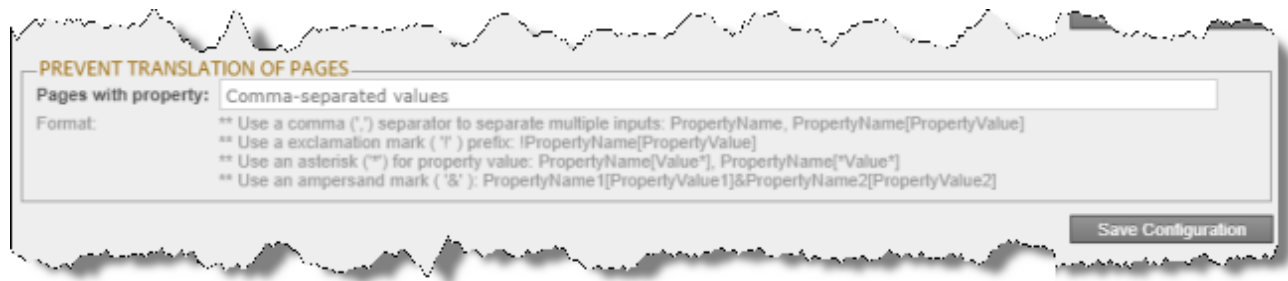 PREVENT TRANSLATION OF PAGES
Pages with property: Comma-separated values
Format: ** Use a comma (',') separator to separate multiple inputs: PropertyName, PropertyName[PropertyValue]
** Use a exclamation mark ( '!' ) prefix: !PropertyName[PropertyValue]
** Use an asterisk ('*') for property value: PropertyName[Value*], PropertyName[*Value*]
** Use an ampersand mark ( '&' ): PropertyName1[PropertyValue1]&PropertyName2[PropertyValue2]
Save Configuration